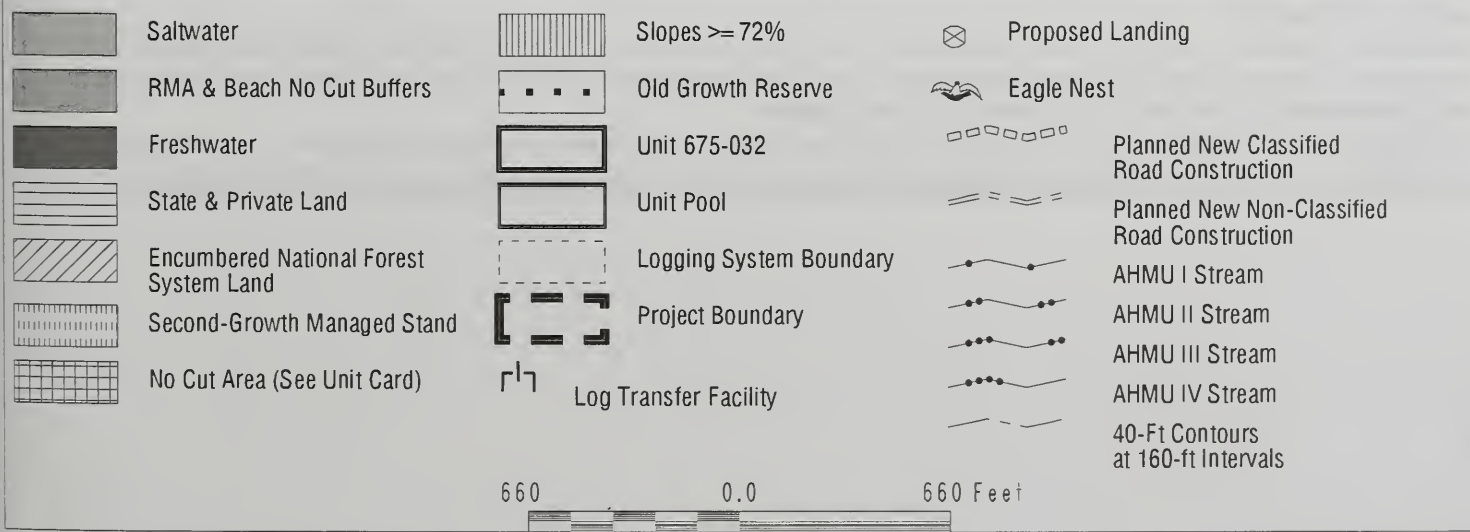 Saltwater
RMA & Beach No Cut Buffers
Freshwater
State & Private Land
Encumbered National Forest
System Land
Second-Growth Managed Stand
No Cut Area (See Unit Card)
Slopes >= 72%
Old Growth Reserve
Unit 675-032
Unit Pool
Logging System Boundary
Project Boundary
Log Transfer Facility
Proposed Landing
Eagle Nest
Planned New Classified
Road Construction
Planned New Non-Classified
Road Construction
AHMU I Stream
AHMU II Stream
AHMU III Stream
AHMU IV Stream
40-Ft Contours
at 160-ft Intervals
660 0.0 660 Feet